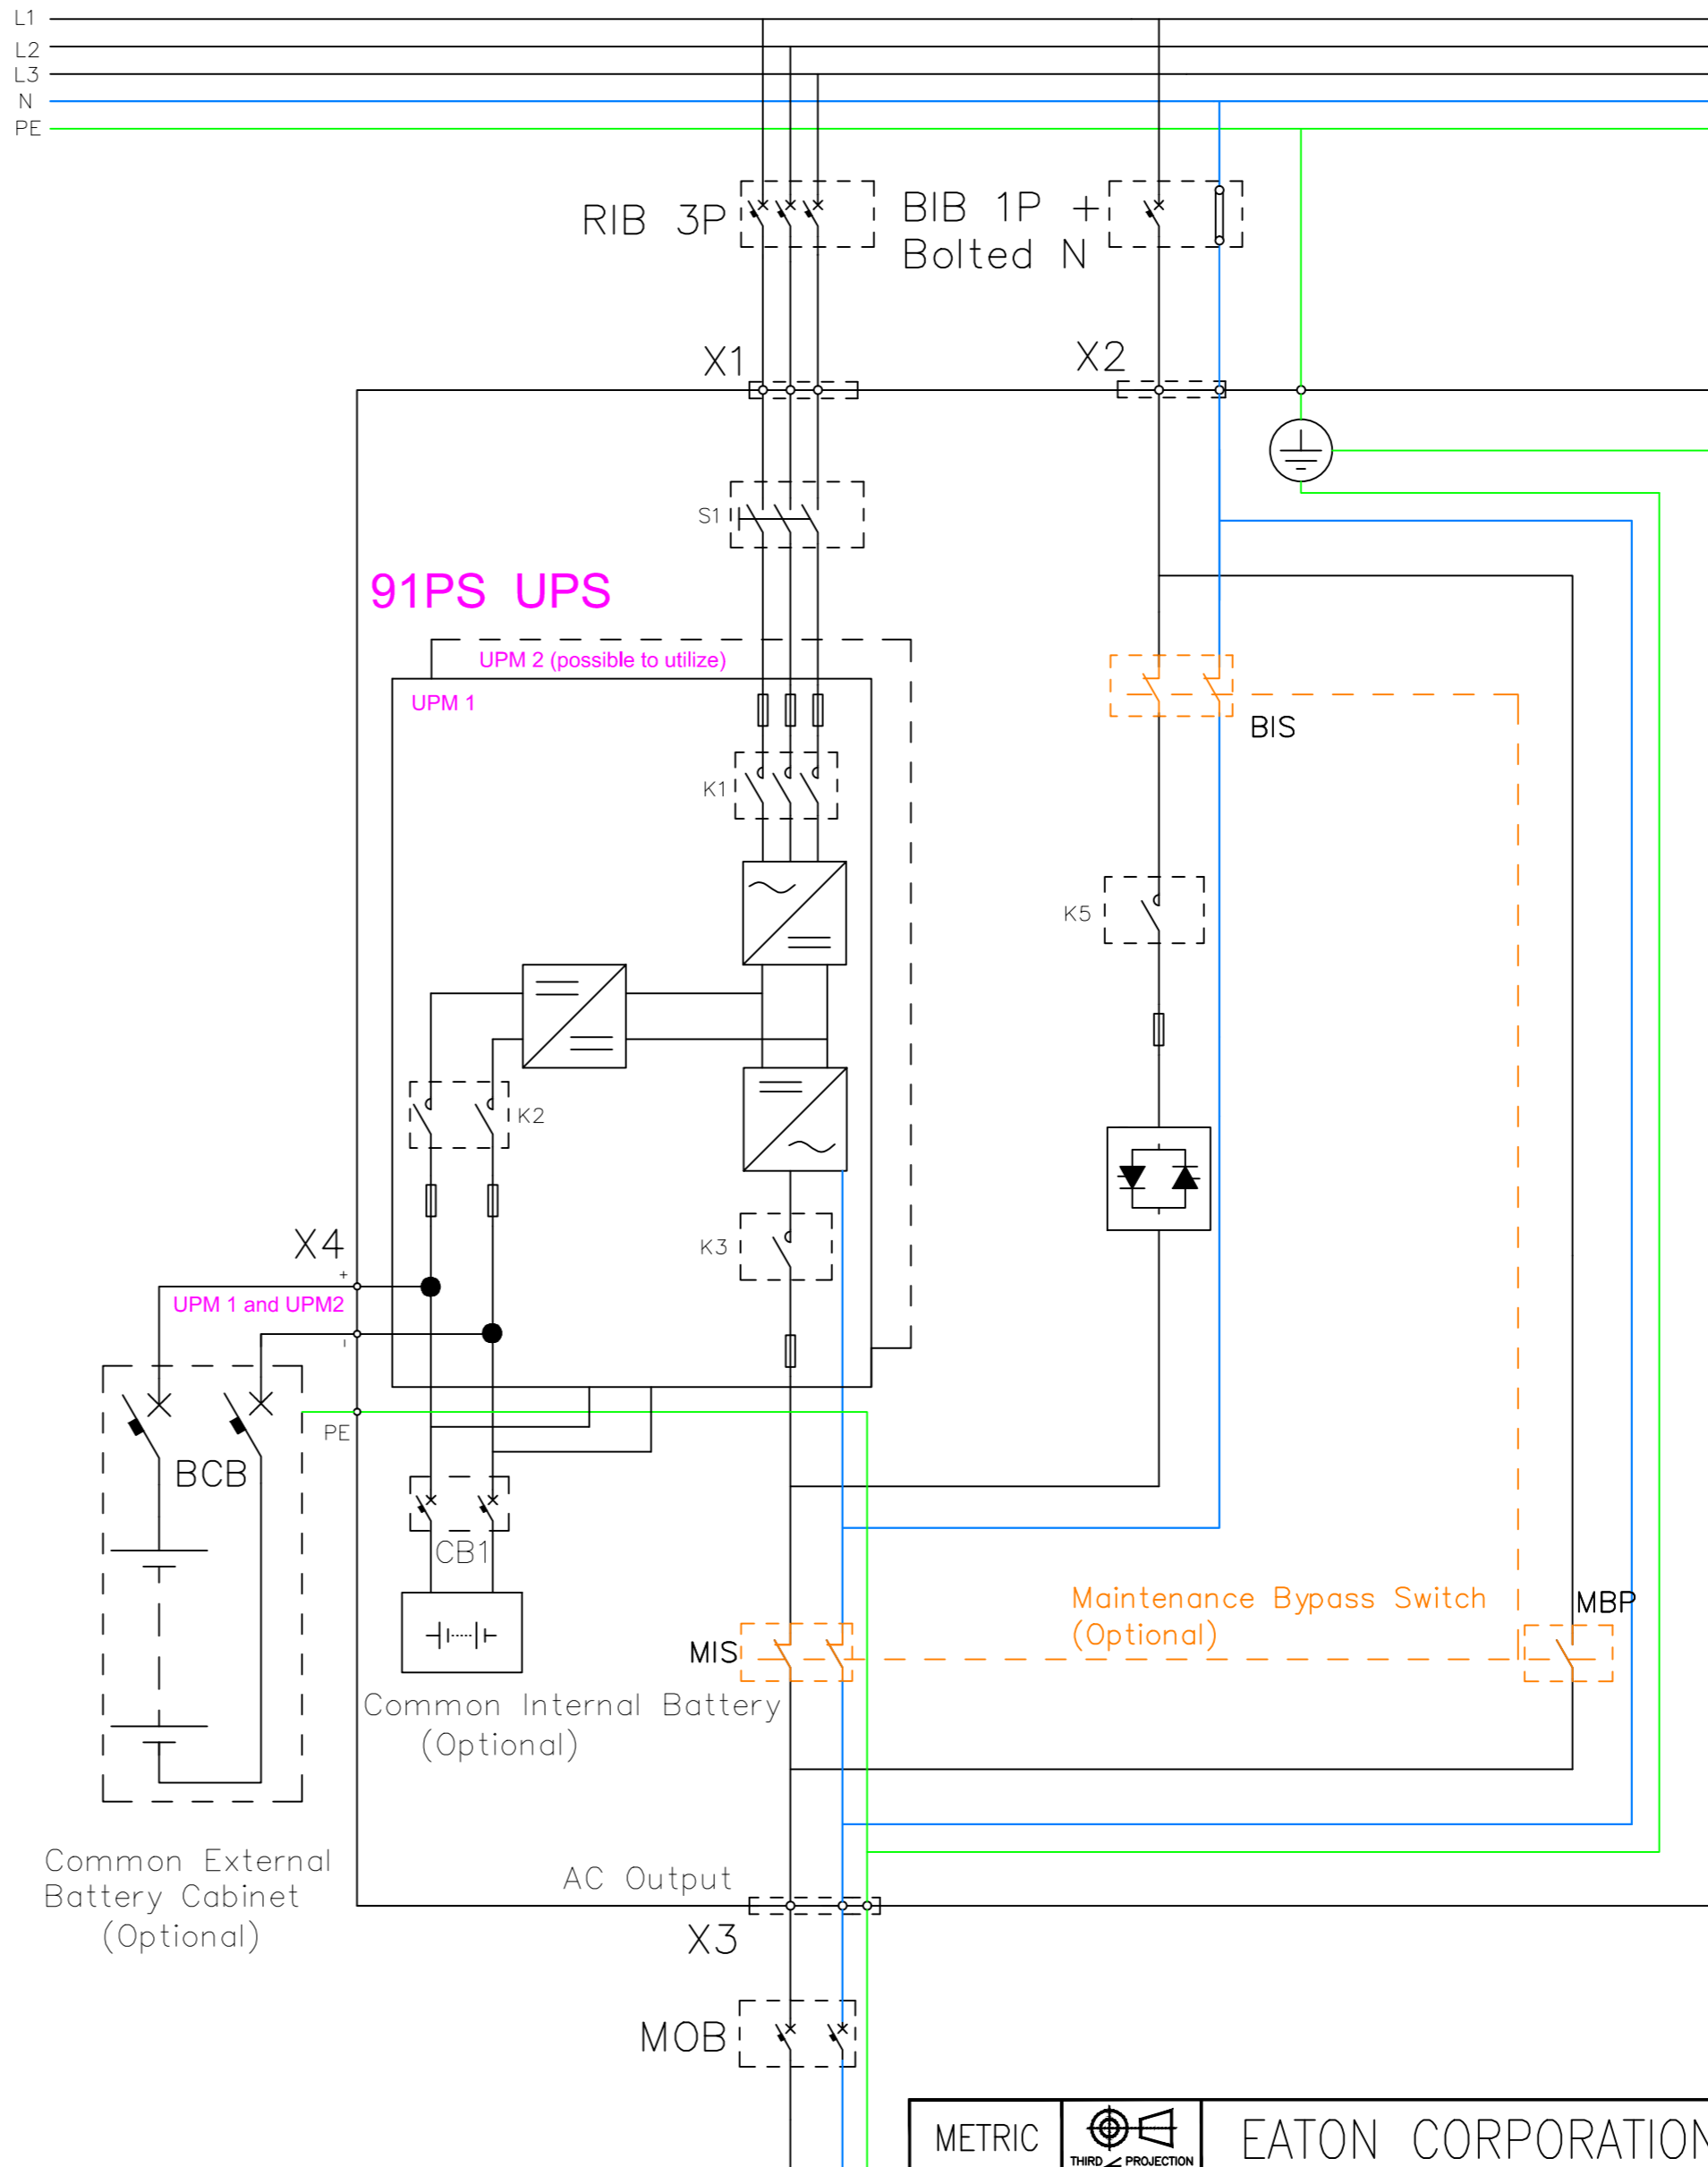 L1
L2
L3
N
PE
RIB 3P
BIB 1P +
Bolted N
X1
X2
S1
91PS UPS
UPM 2 (possible to utilize)
UPM 1
BIS
K1
K5
K2
X4
K3
+
UPM 1 and UPM2
-
PE
BCB
CB1
Maintenance Bypass Switch
(Optional)
MBP
MIS
Common Internal Battery
(Optional)
Common External
Battery Cabinet
(Optional)
AC Output
X3
MOB
METRIC
THIRD PROJECTION
EATON CORPORATION